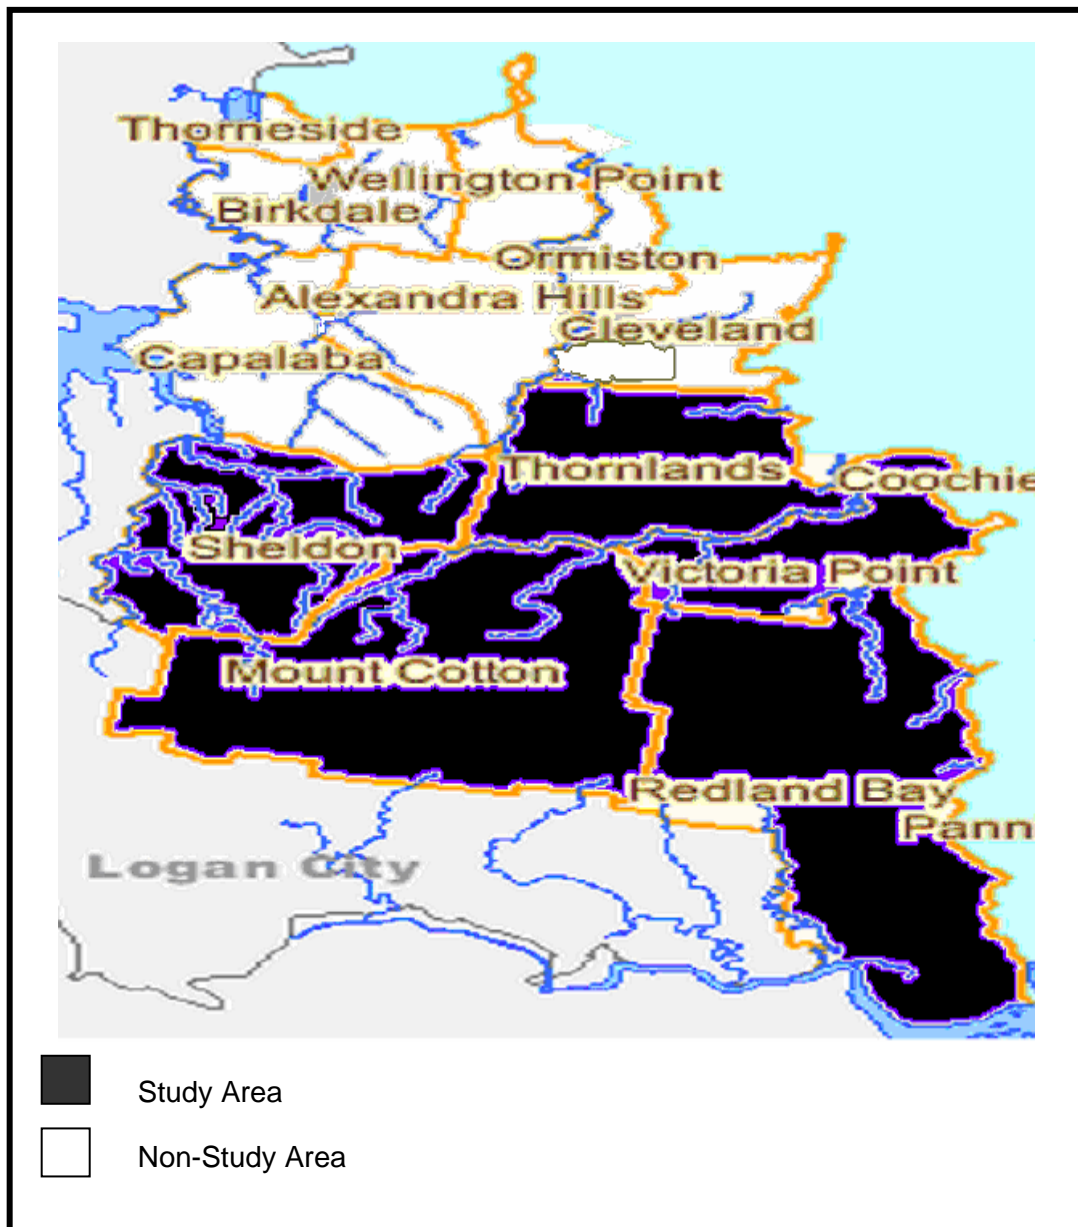 Thorneside
Wellington Point
Birkdale
Ormiston
Alexandra Hills
Cleveland
Capalaba
Thornlands
Coochie
Sheldon
Victoria Point
Mount Cotton
Redland Bay
Pann
Logan City
Study Area
Non-Study Area